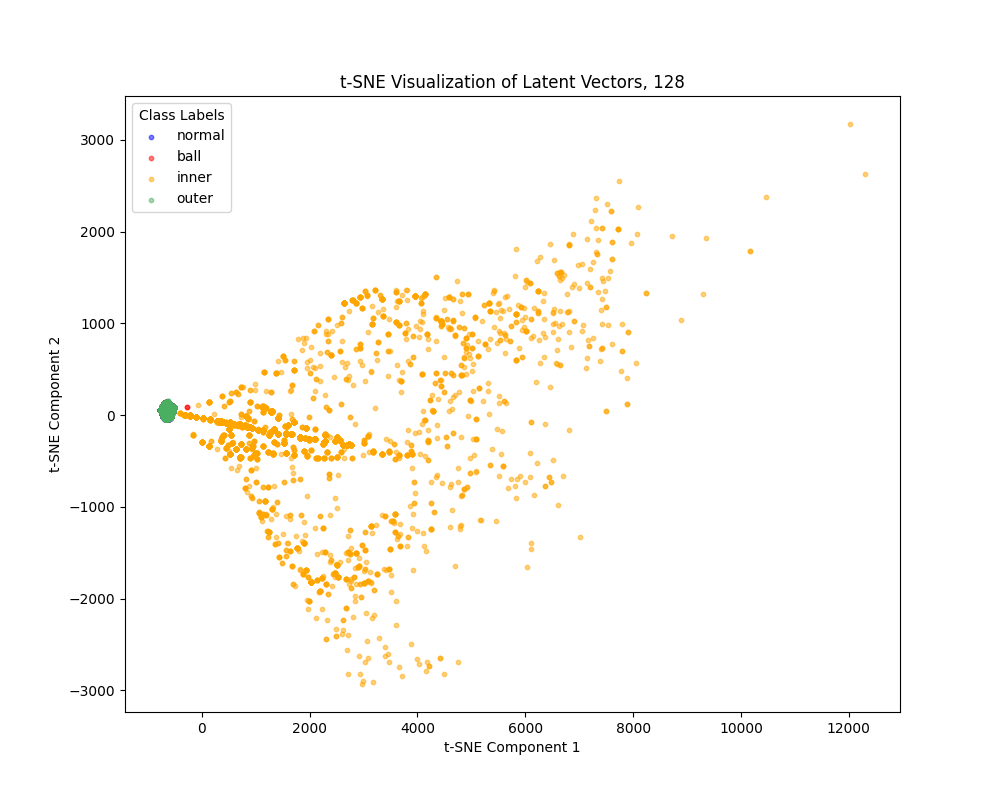 t-SNE Visualization of Latent Vectors, 128
Class Labels
normal
ball
inner
outer
3000
2000
1000
0
−1000
−2000
−3000
t-SNE Component 2
0
2000
4000
6000
8000
10000
12000
t-SNE Component 1